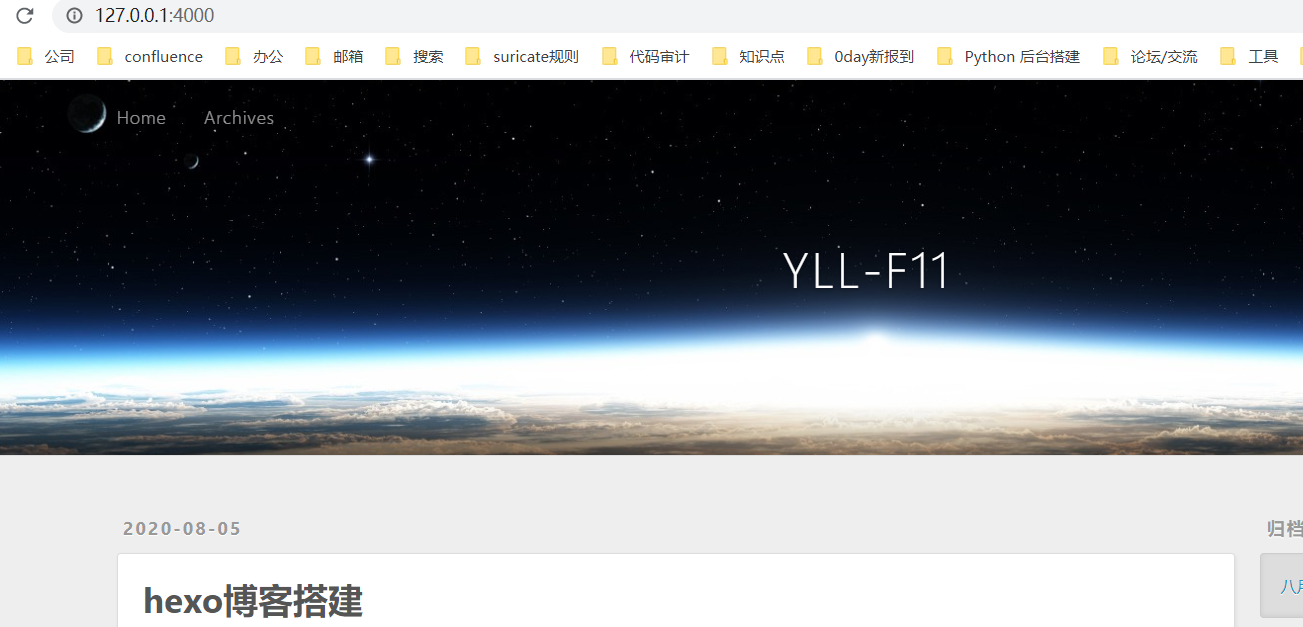 127.0.0.1:4000
公司 confluence 办公 邮箱 搜索 suricate规则 代码审计 知识点 0day新报到 Python 后台搭建 论坛/交流 工具
Home Archives
YLL-F11
2020-08-05 归档
hexo博客搭建
八月